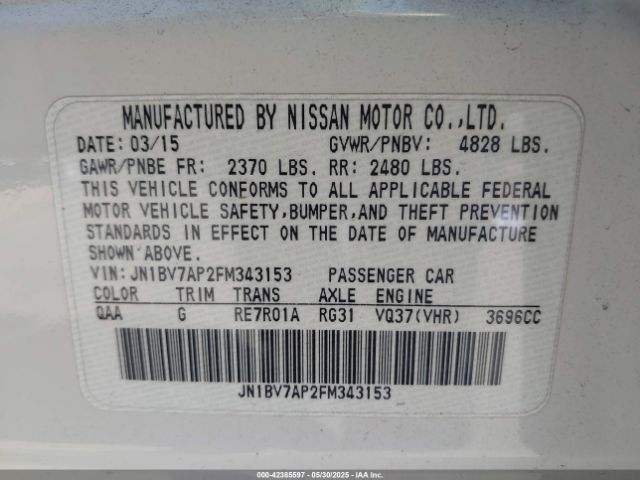 MANUFACTURED BY NISSAN MOTOR CO.,LTD.
DATE: 03/15 GVWR/PNBV: 4828 LBS.
GAWR/PNBE FR: 2370 LBS. RR: 2480 LBS.
THIS VEHICLE CONFORMS TO ALL APPLICABLE FEDERAL
MOTOR VEHICLE SAFETY,BUMPER,AND THEFT PREVENTION
STANDARDS IN EFFECT ON THE DATE OF MANUFACTURE
SHOWN ABOVE.
VIN: JN1BV7AP2FM343153 PASSENGER CAR
COLOR TRIM TRANS AXLE ENGINE
QAA G RE7R01A RG31 VQ37(VHR) 3696CC
JN1BV7AP2FM343153
000-42385597 - 05/30/2025 - IAAI.COM